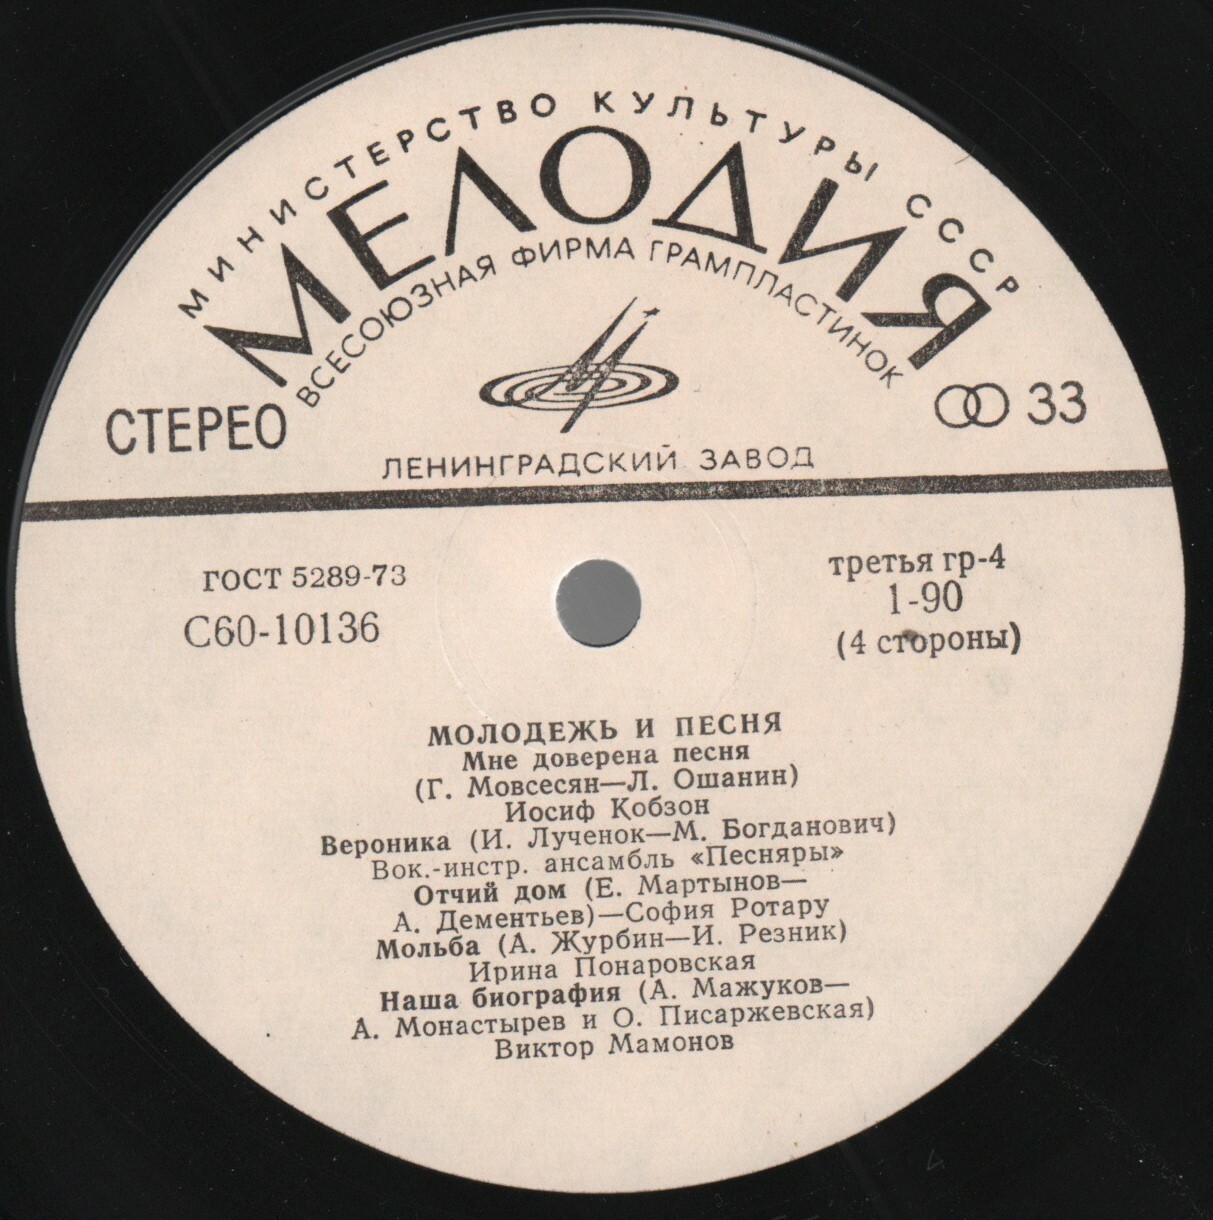 МИНИСТЕРСТВО КУЛЬТУРЫ СССР
МЕЛОДИЯ
ВСЕСОЮЗНАЯ ФИРМА ГРАМПЛАСТИНОК
СТЕРЕО
33
ЛЕНИНГРАДСКИЙ ЗАВОД
ГОСТ 5289-73
С60-10136
третья гр-4
1-90
(4 стороны)
МОЛОДЕЖЬ И ПЕСНЯ
Мне доверена песня
(Г. Мовсесян—Л. Ошанин)
Иосиф Кобзон
Вероника (И. Лученок—М. Богданович)
Вок.-инстр. ансамбль «Песняры»
Отчий дом (Е. Мартынов—
А. Дементьев)—София Ротару
Мольба (А. Журбин—И. Резник)
Ирина Понаровская
Наша биография (А. Мажуков—
А. Монастырев и О. Писаржевская)
Виктор Мамонов